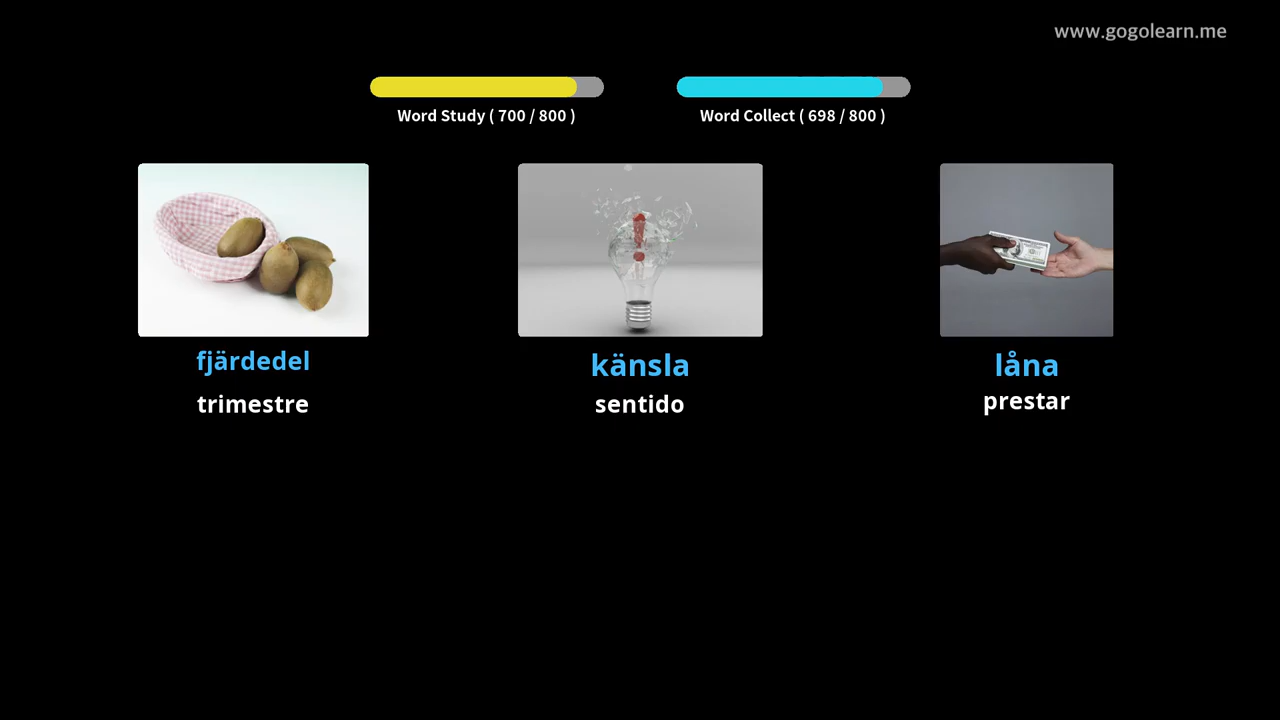 www.gogolearn.me
Word Study ( 700 / 800 )
Word Collect ( 698 / 800 )
fjärdedel
känsla
låna
trimestre
sentido
prestar